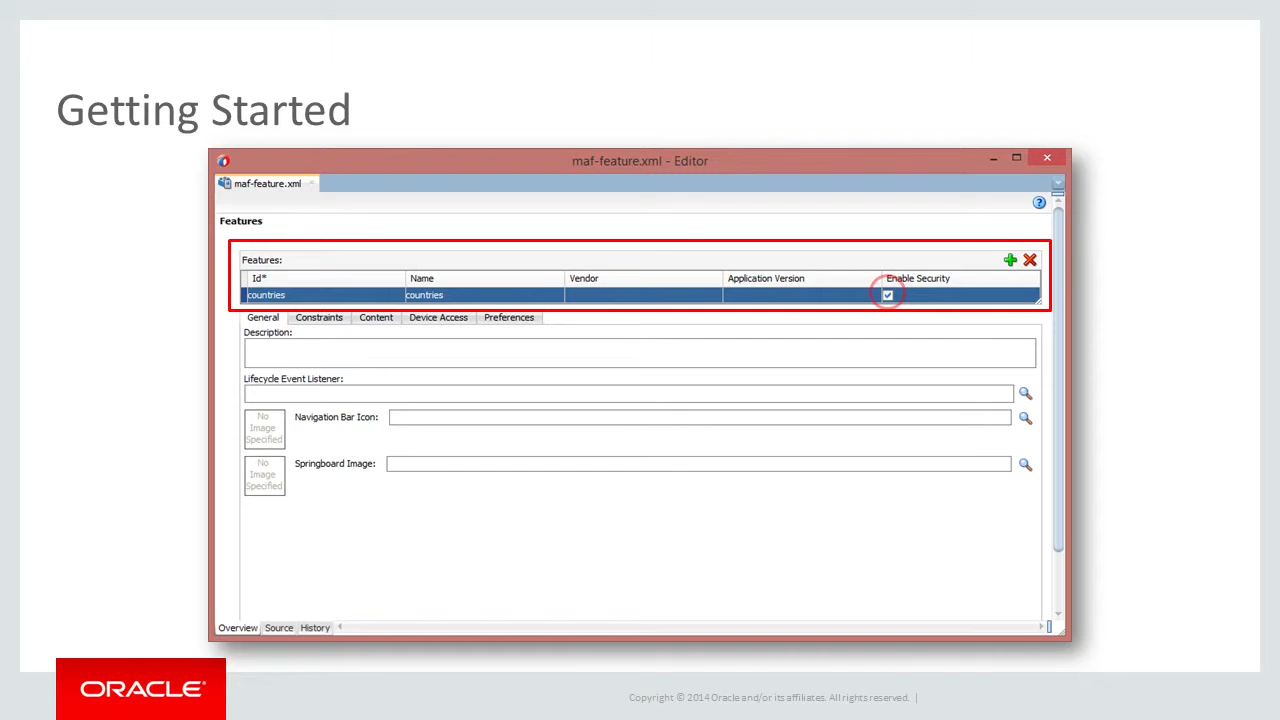 Getting Started
maf-feature.xml - Editor
maf-feature.xml
Features
Features:
Id* Name Vendor Application Version Enable Security
countries countries
General Constraints Content Device Access Preferences
Description:
Lifecycle Event Listener:
No Image Specified
Navigation Bar Icon:
No Image Specified
Springboard Image:
Overview Source History
ORACLE®
Copyright © 2014 Oracle and/or its affiliates. All rights reserved. |